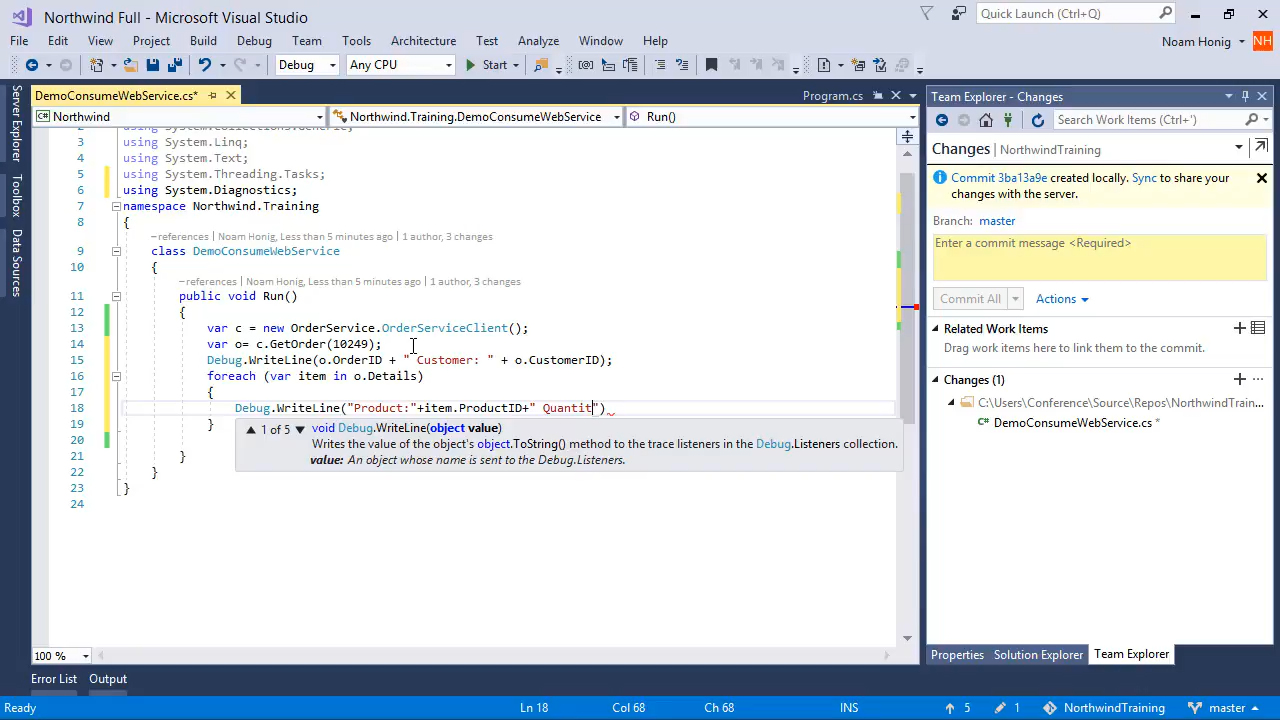 Northwind Full - Microsoft Visual Studio
Quick Launch (Ctrl+Q)
File Edit View Project Build Debug Team Tools Architecture Test Analyze Window Help
Noam Honig NH
Debug Any CPU Start
Server Explorer
Toolbox
Data Sources
DemoConsumeWebService.cs*
Program.cs
Northwind
Northwind.Training.DemoConsumeWebService
Run()
2 using System.Collections.Generic;
3 using System.Linq;
4 using System.Text;
5 using System.Threading.Tasks;
6 using System.Diagnostics;
7 namespace Northwind.Training
8 {
-references | Noam Honig, Less than 5 minutes ago | 1 author, 3 changes
9 class DemoConsumeWebService
10 {
-references | Noam Honig, Less than 5 minutes ago | 1 author, 3 changes
11 public void Run()
12 {
13 var c = new OrderService.OrderServiceClient();
14 var o= c.GetOrder(10249);
15 Debug.WriteLine(o.OrderID + " Customer: " + o.CustomerID);
16 foreach (var item in o.Details)
17 {
18 Debug.WriteLine("Product:"+item.ProductID+" Quantit")
19 }
20
21 }
22 }
23 }
24
1 of 5 void Debug.WriteLine(object value)
Writes the value of the object's object.ToString() method to the trace listeners in the Debug.Listeners collection.
value: An object whose name is sent to the Debug.Listeners.
100 %
Team Explorer - Changes
Search Work Items (Ctrl+')
Changes | NorthwindTraining
Commit 3ba13a9e created locally. Sync to share your
changes with the server.
Branch: master
Enter a commit message <Required>
Commit All Actions
Related Work Items
Changes (1)
C:\Users\Conference\Source\Repos\NorthwindTrain...
DemoConsumeWebService.cs *
Properties Solution Explorer Team Explorer
Error List Output
Ready Ln 18 Col 68 Ch 68 INS 5 1 NorthwindTraining master